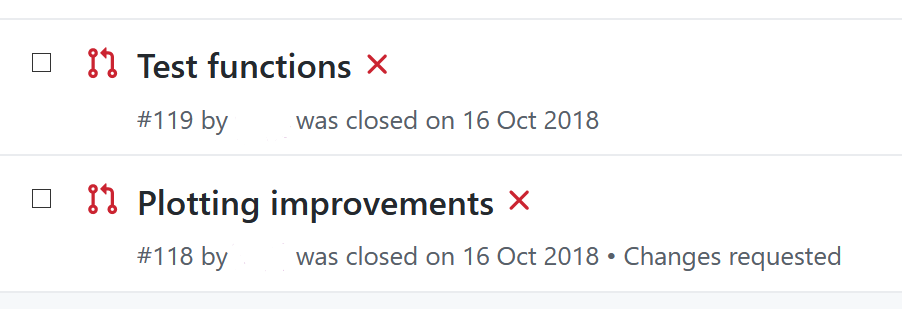 Test functions
#119 by was closed on 16 Oct 2018
Plotting improvements
#118 by was closed on 16 Oct 2018 • Changes requested